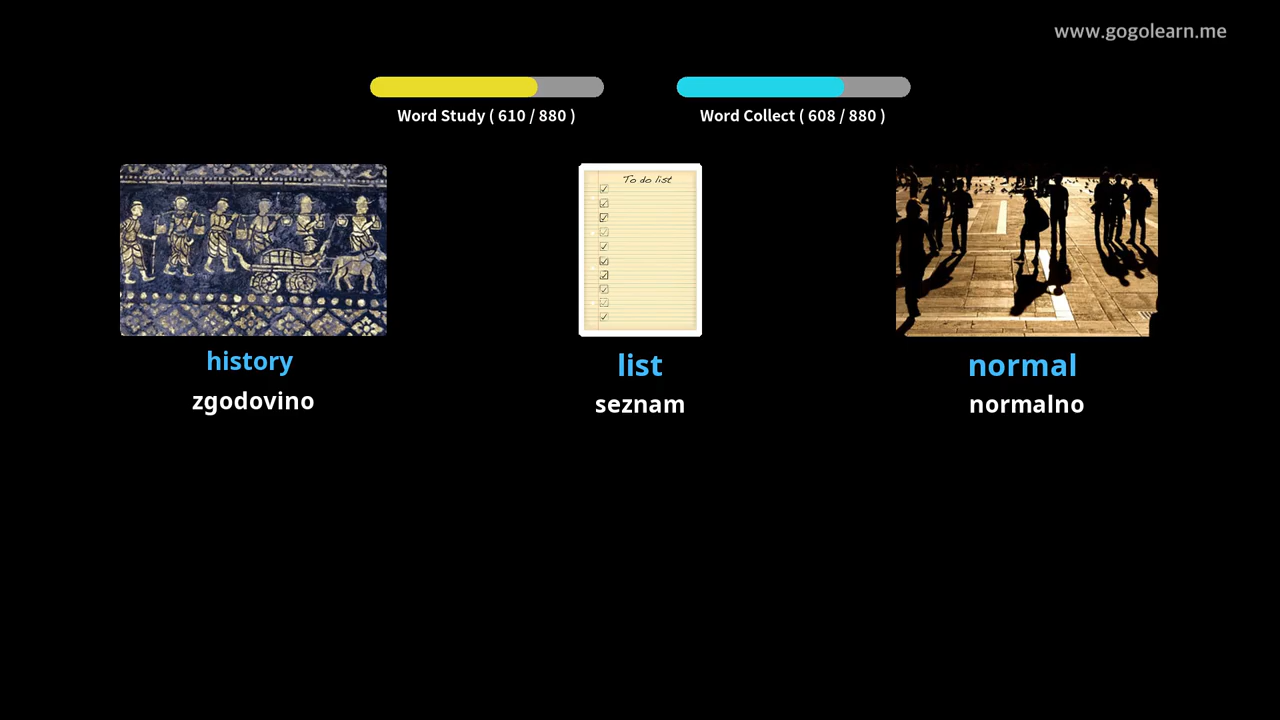 www.gogolearn.me
Word Study ( 610 / 880 )
Word Collect ( 608 / 880 )
To do list
history
list
normal
zgodovino
seznam
normalno